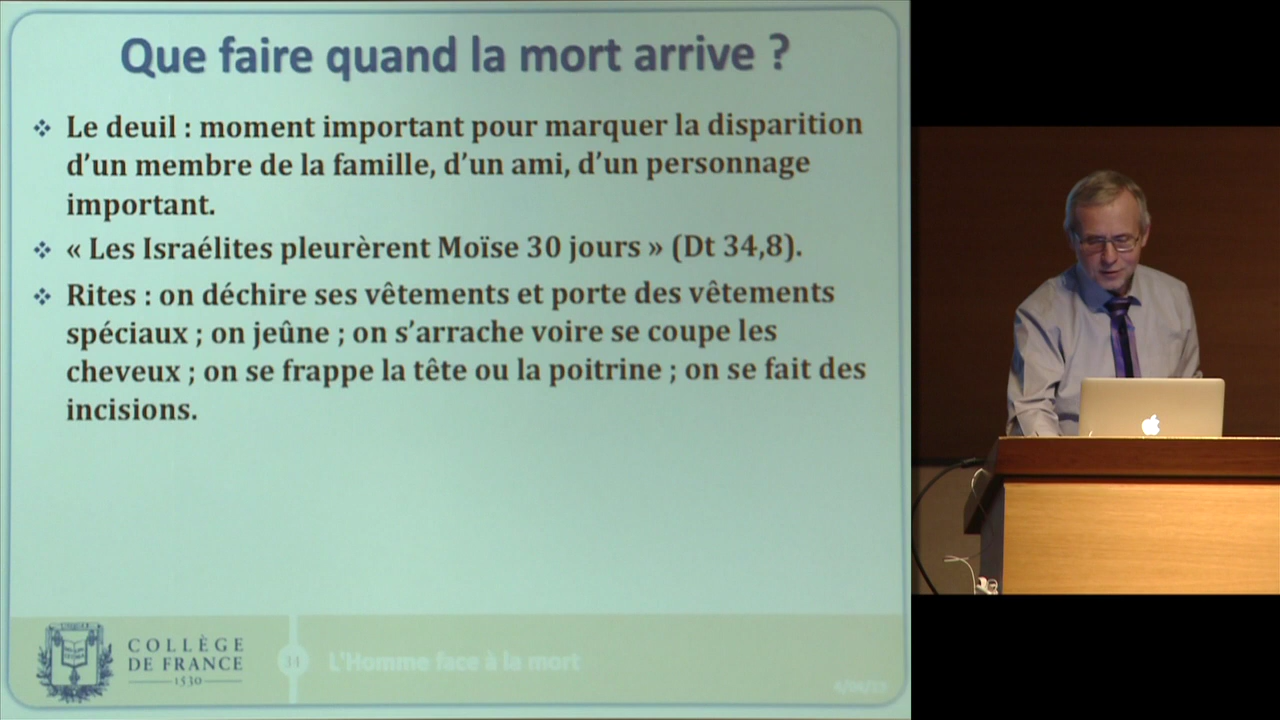 Que faire quand la mort arrive ?
❖ Le deuil : moment important pour marquer la disparition
d’un membre de la famille, d’un ami, d’un personnage
important.
❖ « Les Israélites pleurèrent Moïse 30 jours » (Dt 34,8).
❖ Rites : on déchire ses vêtements et porte des vêtements
spéciaux ; on jeûne ; on s’arrache voire se coupe les
cheveux ; on se frappe la tête ou la poitrine ; on se fait des
incisions.
COLLÈGE
DE FRANCE
1530
L'Homme face à la mort